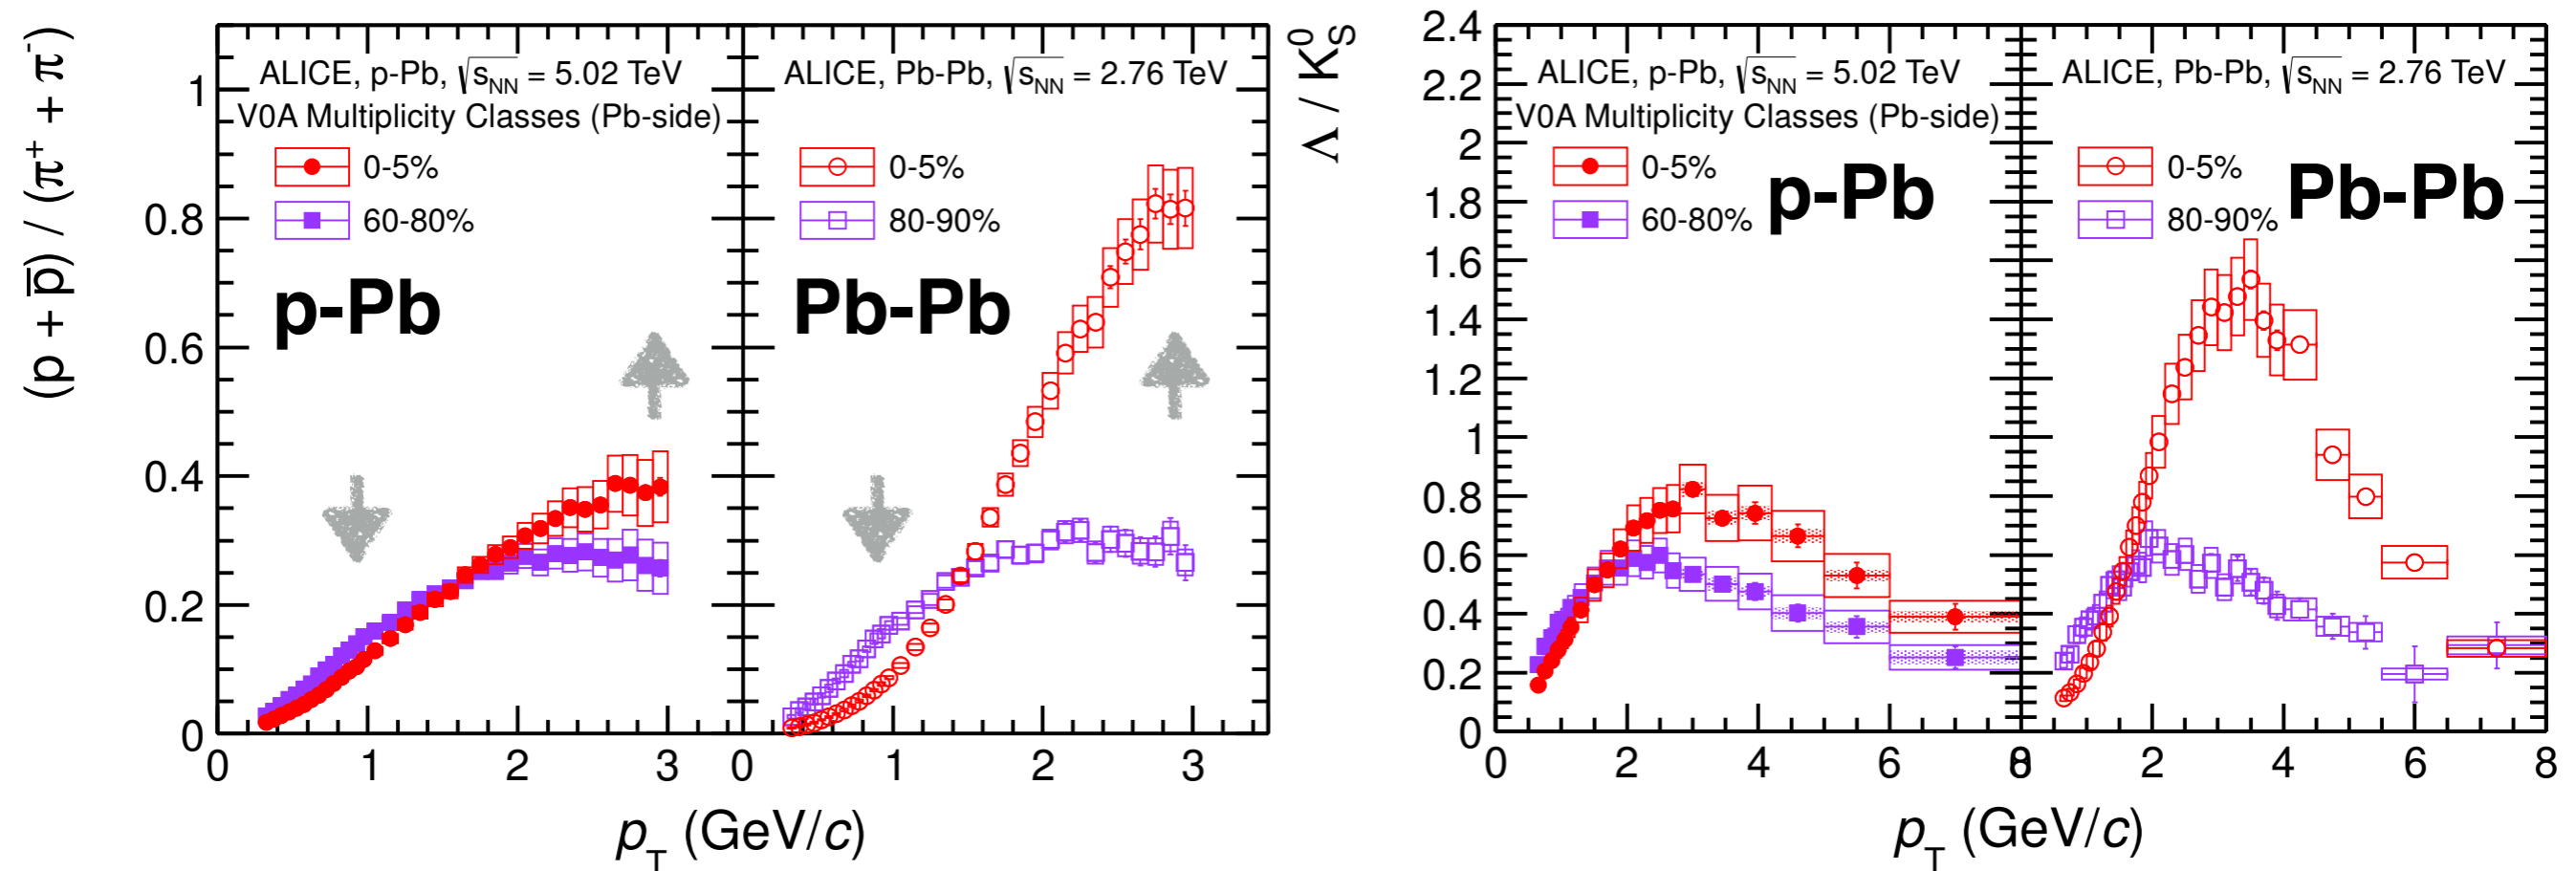 (p + p̅) / (π⁺ + π⁻)
1
0.8
0.6
0.4
0.2
0
ALICE, p-Pb, √sNN = 5.02 TeV
V0A Multiplicity Classes (Pb-side)
0-5%
60-80%
p-Pb
0 1 2 3
ALICE, Pb-Pb, √sNN = 2.76 TeV
0-5%
80-90%
Pb-Pb
0 1 2 3
pT (GeV/c)
Λ / K⁰S
2.4
2.2
2
1.8
1.6
1.4
1.2
1
0.8
0.6
0.4
0.2
0
ALICE, p-Pb, √sNN = 5.02 TeV
V0A Multiplicity Classes (Pb-side)
0-5%
60-80%
p-Pb
0 2 4 6 8
ALICE, Pb-Pb, √sNN = 2.76 TeV
0-5%
80-90%
Pb-Pb
0 2 4 6 8
pT (GeV/c)